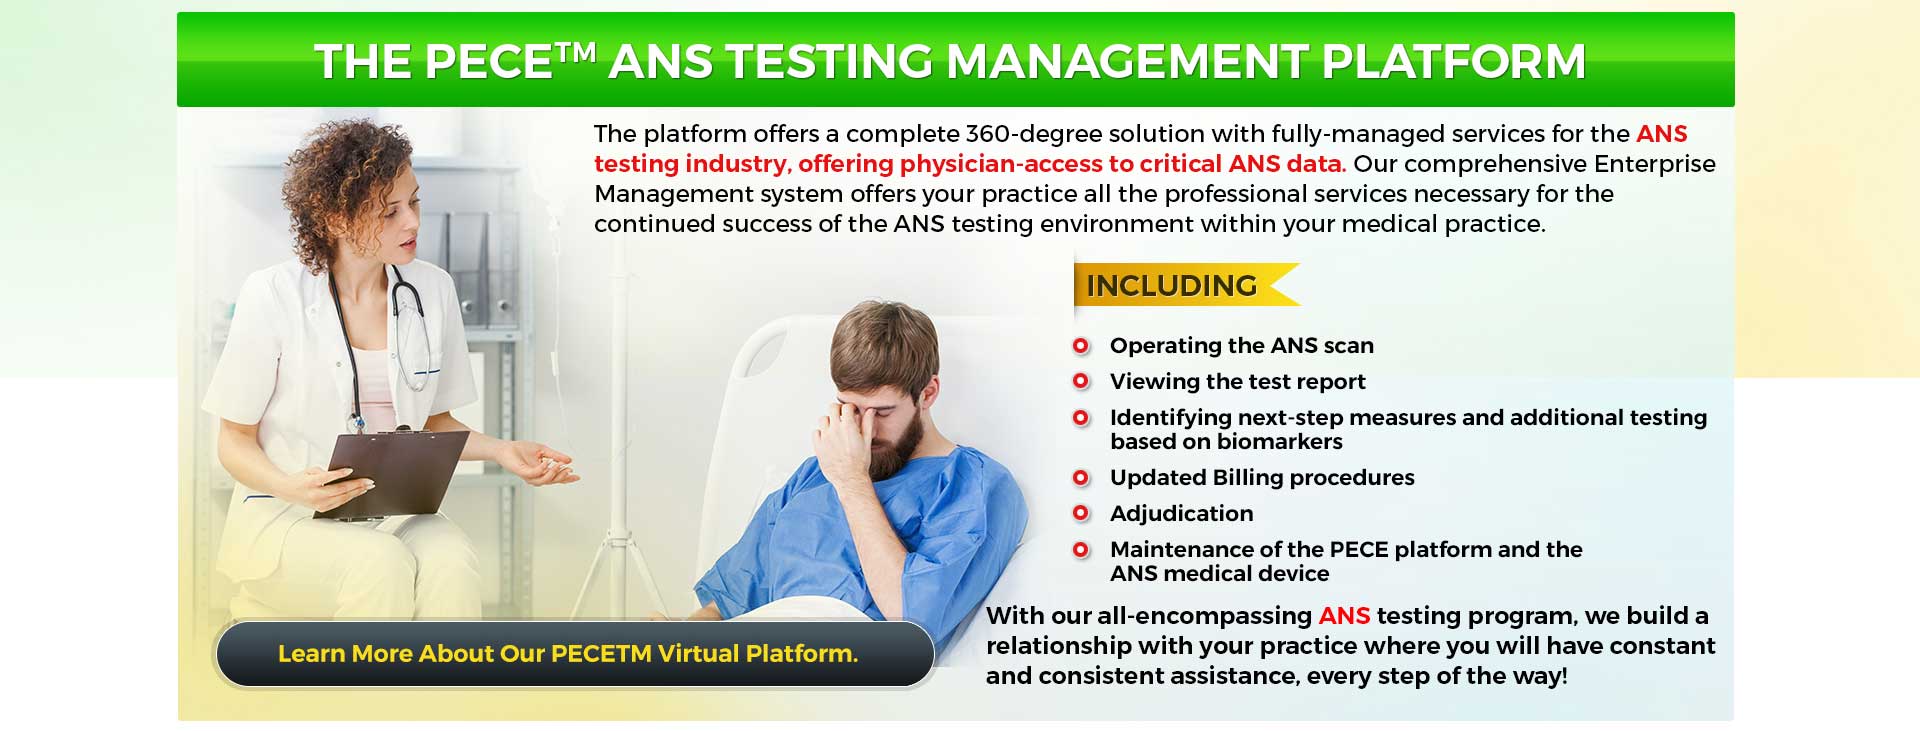 THE PECE™ ANS TESTING MANAGEMENT PLATFORM
The platform offers a complete 360-degree solution with fully-managed services for the ANS
testing industry, offering physician-access to critical ANS data. Our comprehensive Enterprise
Management system offers your practice all the professional services necessary for the
continued success of the ANS testing environment within your medical practice.
INCLUDING
Operating the ANS scan
Viewing the test report
Identifying next-step measures and additional testing
based on biomarkers
Updated Billing procedures
Adjudication
Maintenance of the PECE platform and the
ANS medical device
With our all-encompassing ANS testing program, we build a
relationship with your practice where you will have constant
and consistent assistance, every step of the way!
Learn More About Our PECETM Virtual Platform.